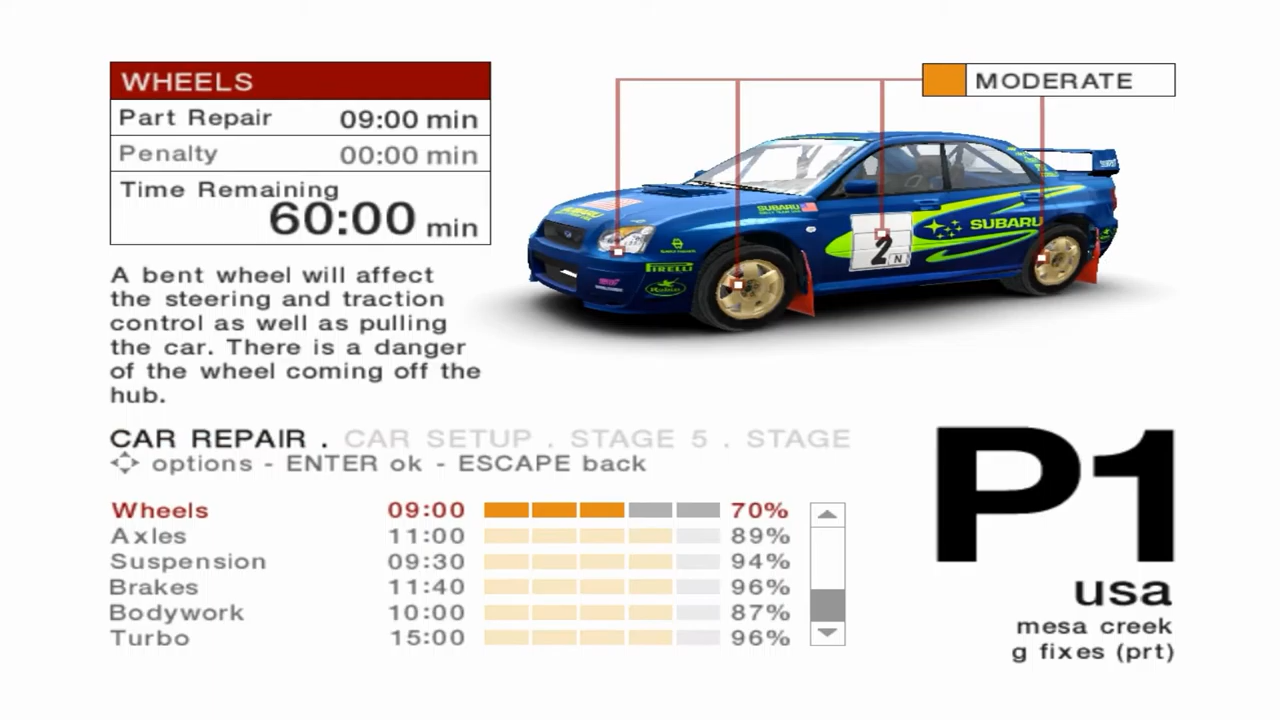 WHEELS
Part Repair 09:00 min
Penalty 00:00 min
Time Remaining
60:00 min
MODERATE
SUBARU
SUBARU
PIRELLI
2
N
A bent wheel will affect
the steering and traction
control as well as pulling
the car. There is a danger
of the wheel coming off the
hub.
CAR REPAIR . CAR SETUP . STAGE 5 . STAGE
options - ENTER ok - ESCAPE back
Wheels 09:00 70%
Axles 11:00 89%
Suspension 09:30 94%
Brakes 11:40 96%
Bodywork 10:00 87%
Turbo 15:00 96%
P1
usa
mesa creek
g fixes (prt)